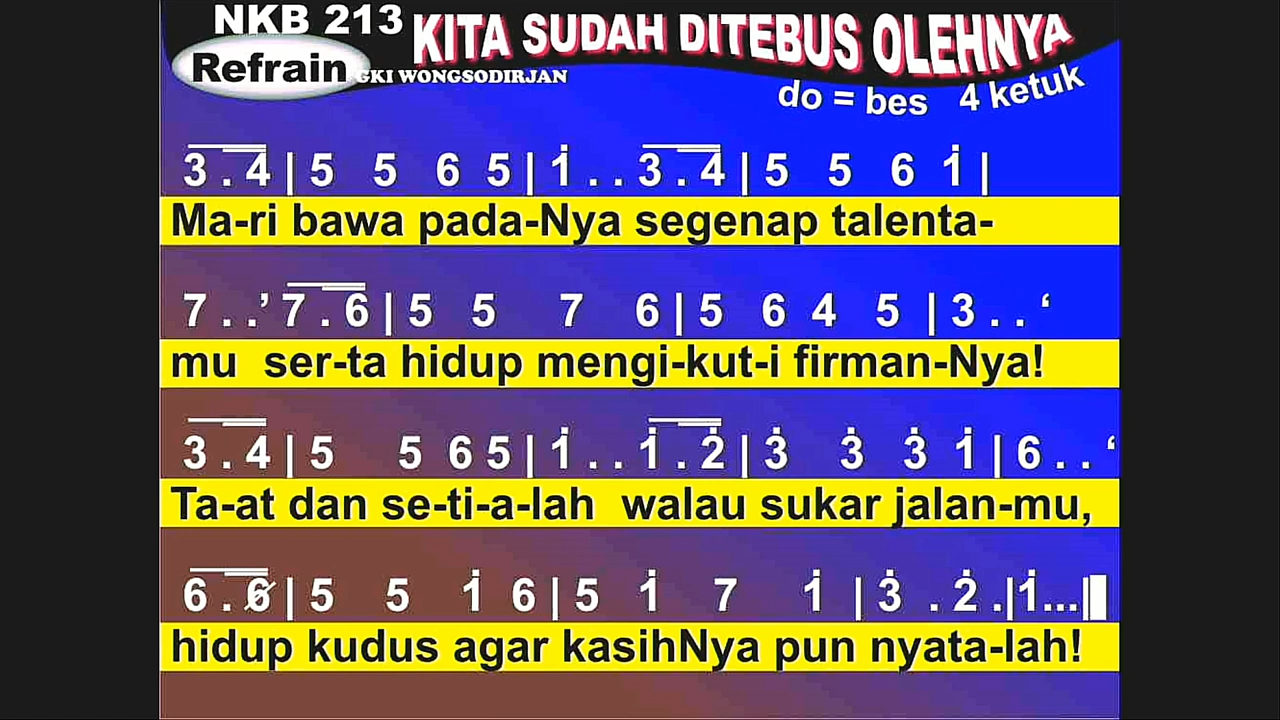 NKB 213 KITA SUDAH DITEBUS OLEHNYA
Refrain GKI WONGSODIRJAN
do = bes 4 ketuk
3 . 4 | 5 5 6 5 | 1̇ . . 3 . 4 | 5 5 6 1̇ |
Ma-ri bawa pada-Nya segenap talenta-
7 . . ’ 7 . 6 | 5 5 7 6 | 5 6 4 5 | 3 . . ‘
mu ser-ta hidup mengi-kut-i firman-Nya!
3 . 4 | 5 5 6 5 | 1̇ . . 1̇ . 2̇ | 3̇ 3̇ 3̇ 1̇ | 6 . . ‘
Ta-at dan se-ti-a-lah walau sukar jalan-mu,
6 . 6̸ | 5 5 1̇ 6 | 5 1̇ 7 1̇ | 3̇ . 2̇ . | 1̇ . . . ||
hidup kudus agar kasihNya pun nyata-lah!